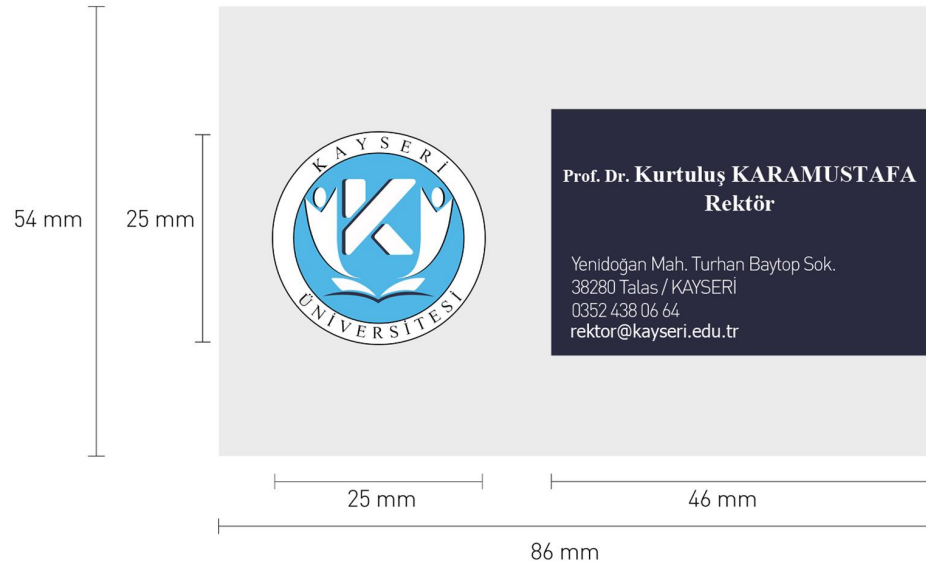 54 mm
25 mm
KAYSERİ
K
ÜNİVERSİTESİ
Prof. Dr. Kurtuluş KARAMUSTAFA
Rektör
Yenidoğan Mah. Turhan Baytop Sok.
38280 Talas / KAYSERİ
0352 438 06 64
rektor@kayseri.edu.tr
25 mm
46 mm
86 mm